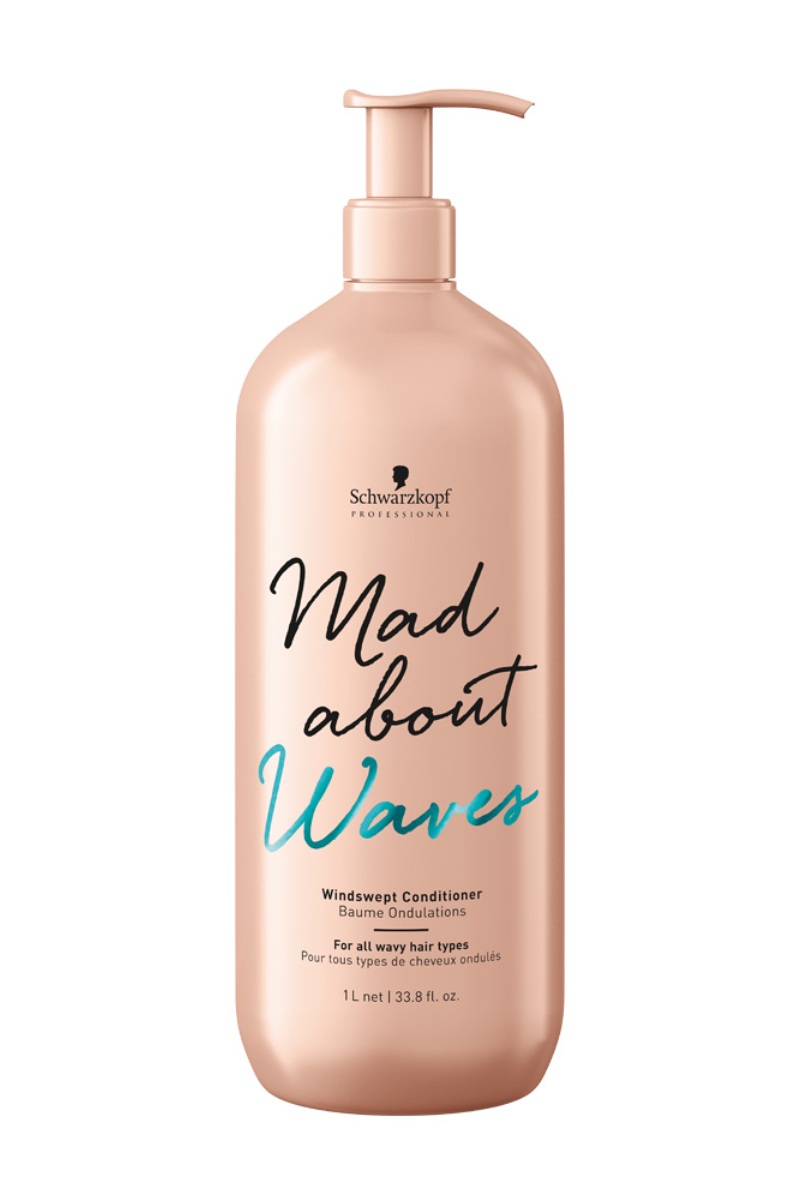 Schwarzkopf
PROFESSIONAL
Mad
about
Waves
Windswept Conditioner
Baume Ondulations
For all wavy hair types
Pour tous types de cheveux ondulés
1 L net | 33.8 fl. oz.